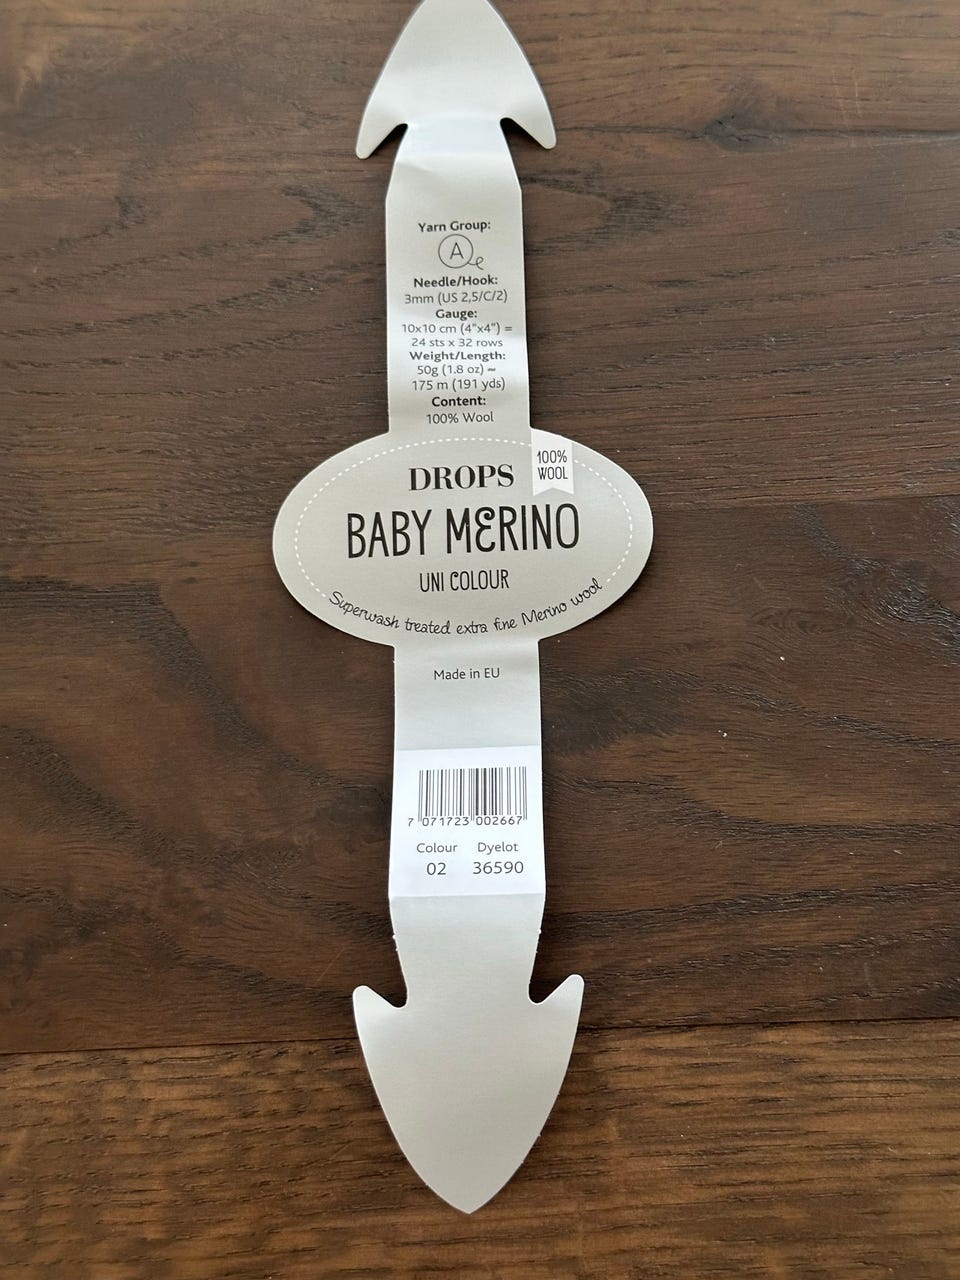 Yarn Group:
A
Needle/Hook:
3mm (US 2,5/C/2)
Gauge:
10x10 cm (4"x4") =
24 sts x 32 rows
Weight/Length:
50g (1.8 oz) ≈
175 m (191 yds)
Content:
100% Wool
100%
WOOL
DROPS
BABY MERINO
UNI COLOUR
Superwash treated extra fine Merino wool
Made in EU
7 071723 002667
Colour Dyelot
02 36590